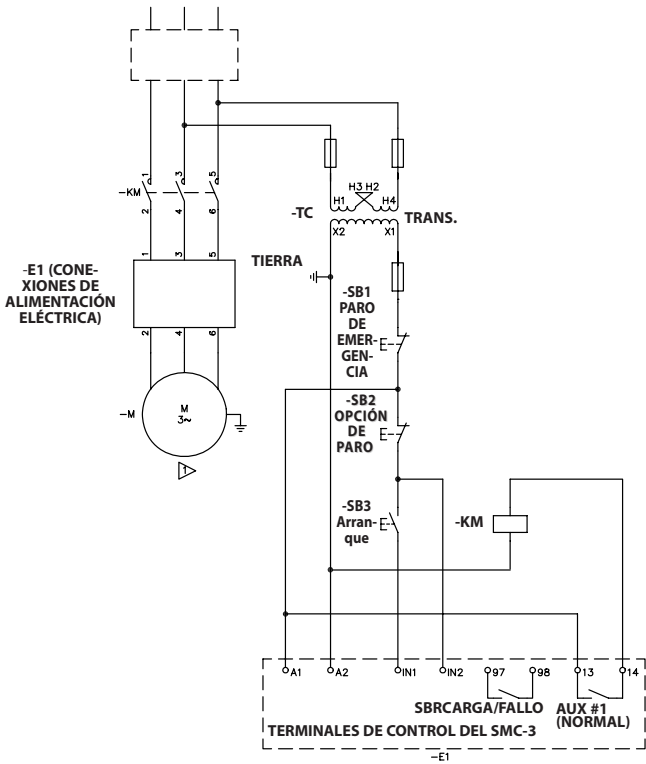 1
3
5
-KM
2
4
6
H3 H2
H1
H4
-TC
TRANS.
X2
X1
1
3
5
TIERRA
-E1 (CONE-
XIONES DE
ALIMENTACIÓN
ELÉCTRICA)
-SB1
PARO
DE
EMER-
GEN-
CIA
2
4
6
-M
M
3~
1
-SB2
OPCIÓN
DE
PARO
-SB3
Arran-
que
-KM
A1
A2
IN1
IN2
97
98
13
14
SBRCARGA/FALLO
AUX #1
(NORMAL)
TERMINALES DE CONTROL DEL SMC-3
-E1